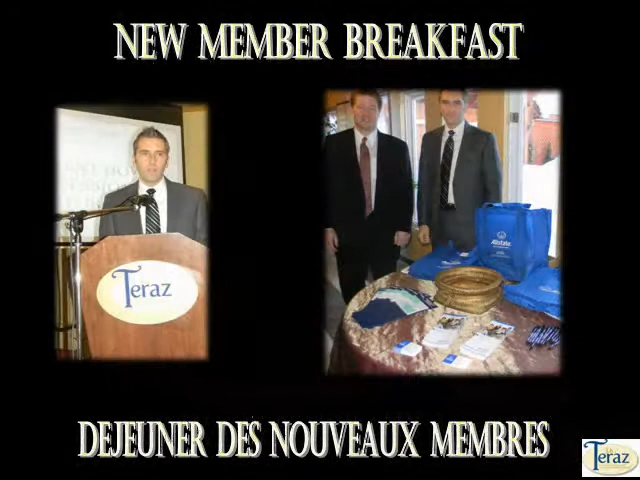 NEW MEMBER BREAKFAST
Teraz
Allstate
DEJEUNER DES NOUVEAUX MEMBRES
Teraz